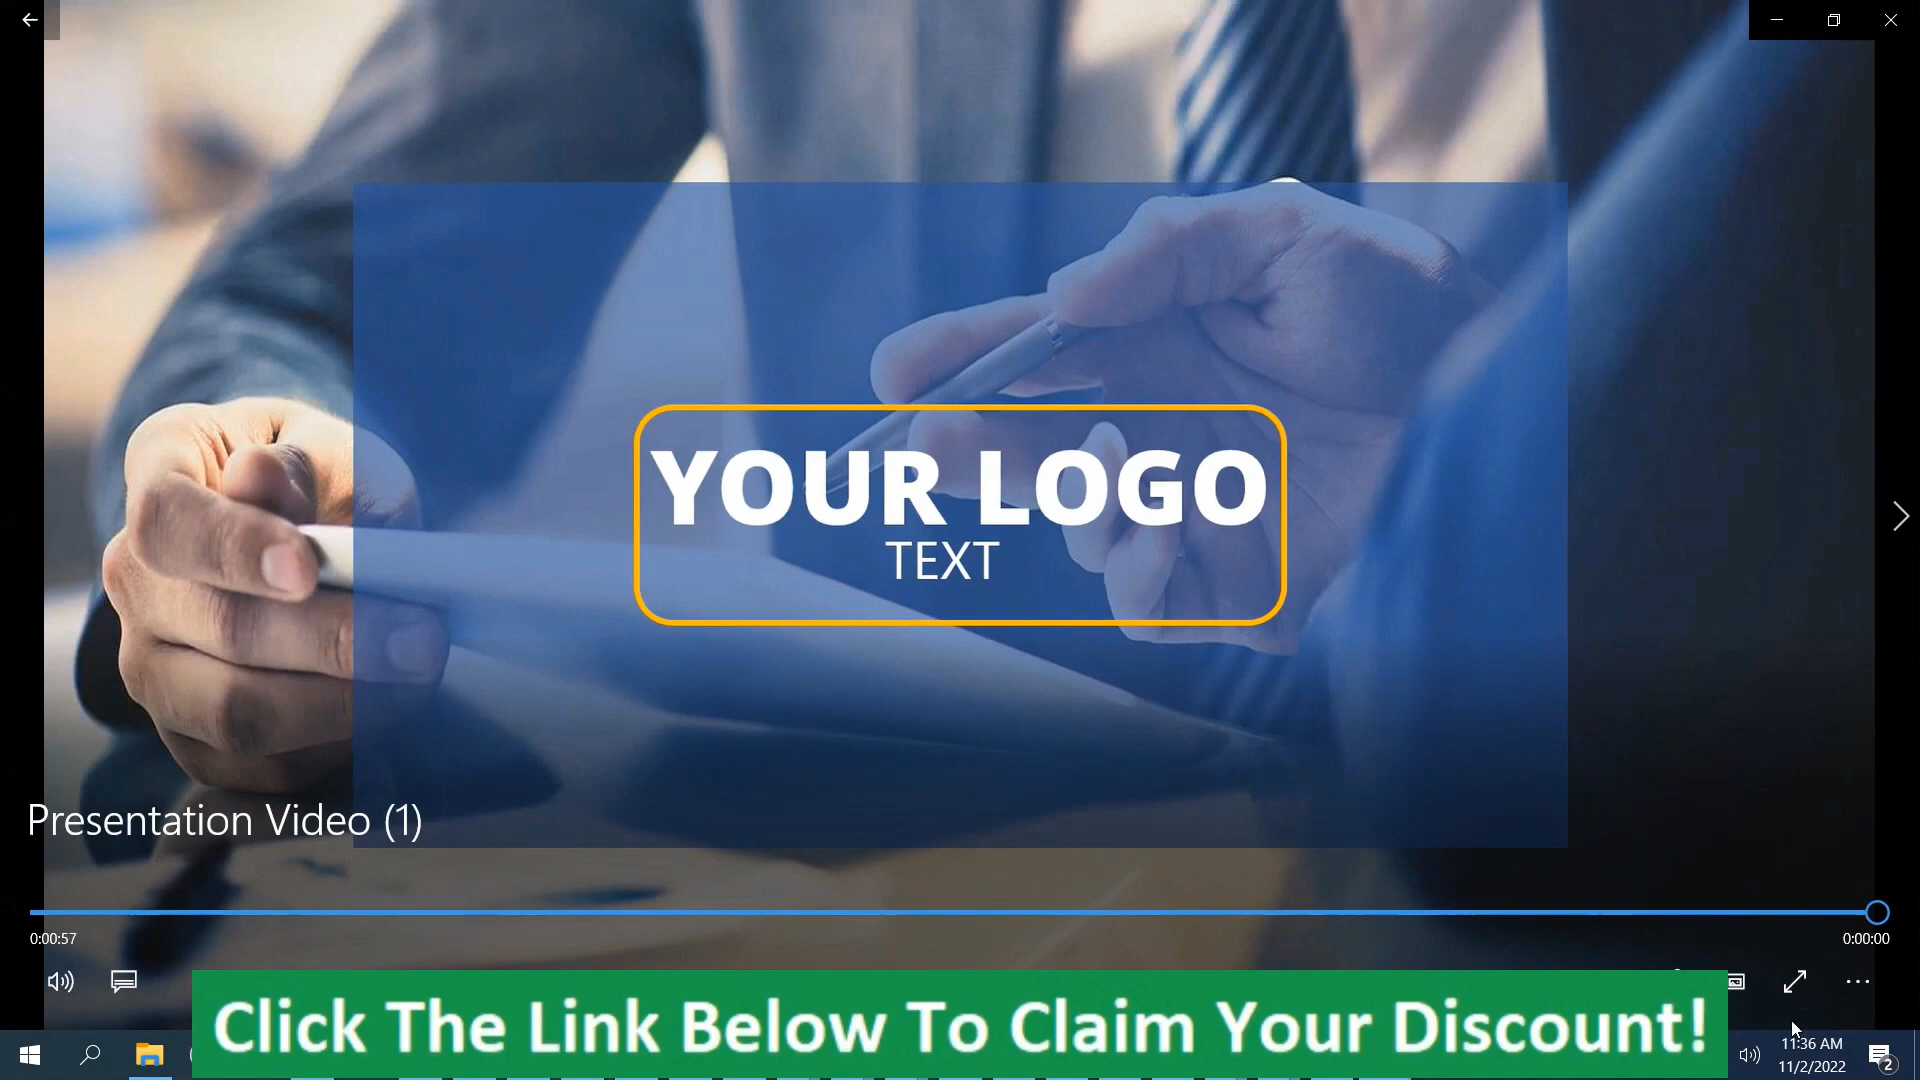 YOUR LOGO
TEXT
Presentation Video (1)
0:00:57
0:00:00
Click The Link Below To Claim Your Discount!
11:36 AM
11/2/2022
2